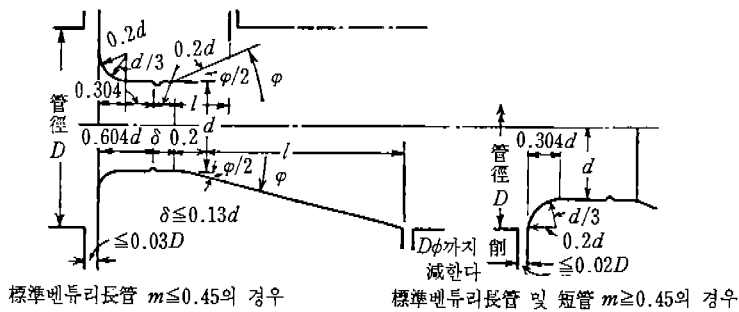 0.2d
0.2d
d/3
φ/2
φ
0.304
l
管徑
D
d
0.604d δ 0.2
l
φ/2
φ
δ≦0.13d
≦0.03D
Dφ까지 削
減한다
0.304d
管徑
D
d
d/3
0.2d
≦0.02D
標準벤튜리長管 m≦0.45의 경우
標準벤튜리長管 및 短管 m≧0.45의 경우